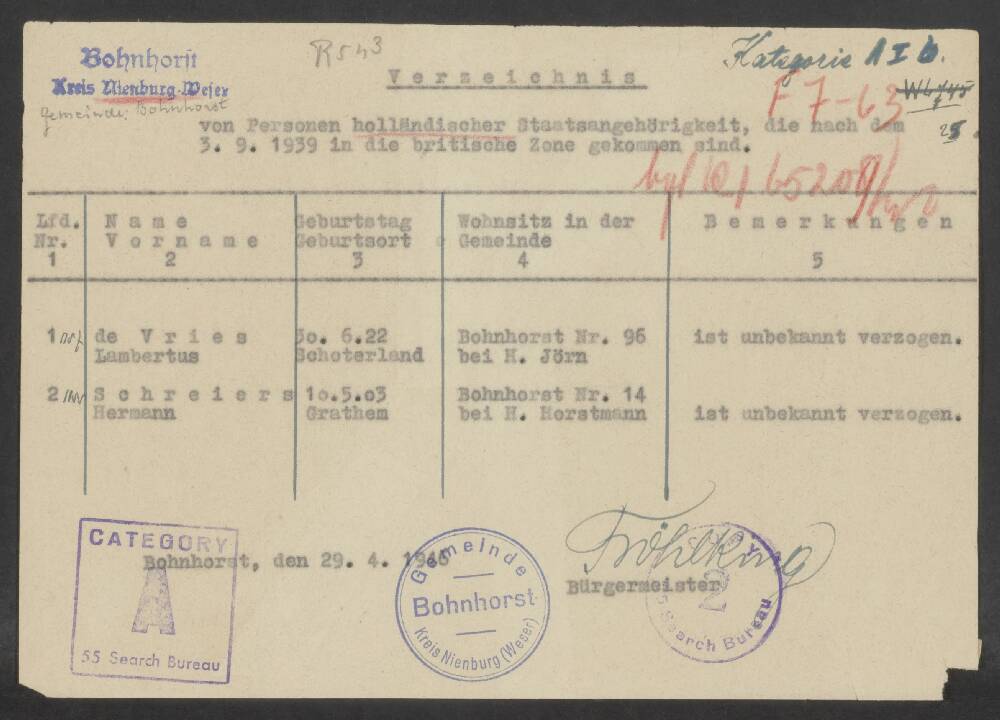 Bohnhorst
Kreis Nienburg-Weser
Gemeinde: Bohnhorst
R543
Kategorie A I b.
Verzeichnis
F 7-63
25.
von Personen holländischer Staatsangehörigkeit, die nach dem
3. 9. 1939 in die britische Zone gekommen sind.
Lfd. Name Geburtstag Wohnsitz in der Bemerkungen
Nr. Vorname Geburtsort Gemeinde
1 2 3 4 5
1 de Vries 3o. 6.22 Bohnhorst Nr. 96 ist unbekannt verzogen.
Lambertus Schoterland bei H. Jörn
2 Schreiers 1o.5.o3 Bohnhorst Nr. 14
Hermann Grathem bei H. Horstmann ist unbekannt verzogen.
CATEGORY
A
55 Search Bureau
Bohnhorst, den 29. 4. 1946
Gemeinde
Bohnhorst
Kreis Nienburg (Weser)
Fröhlking
Bürgermeister
2
Search Bureau